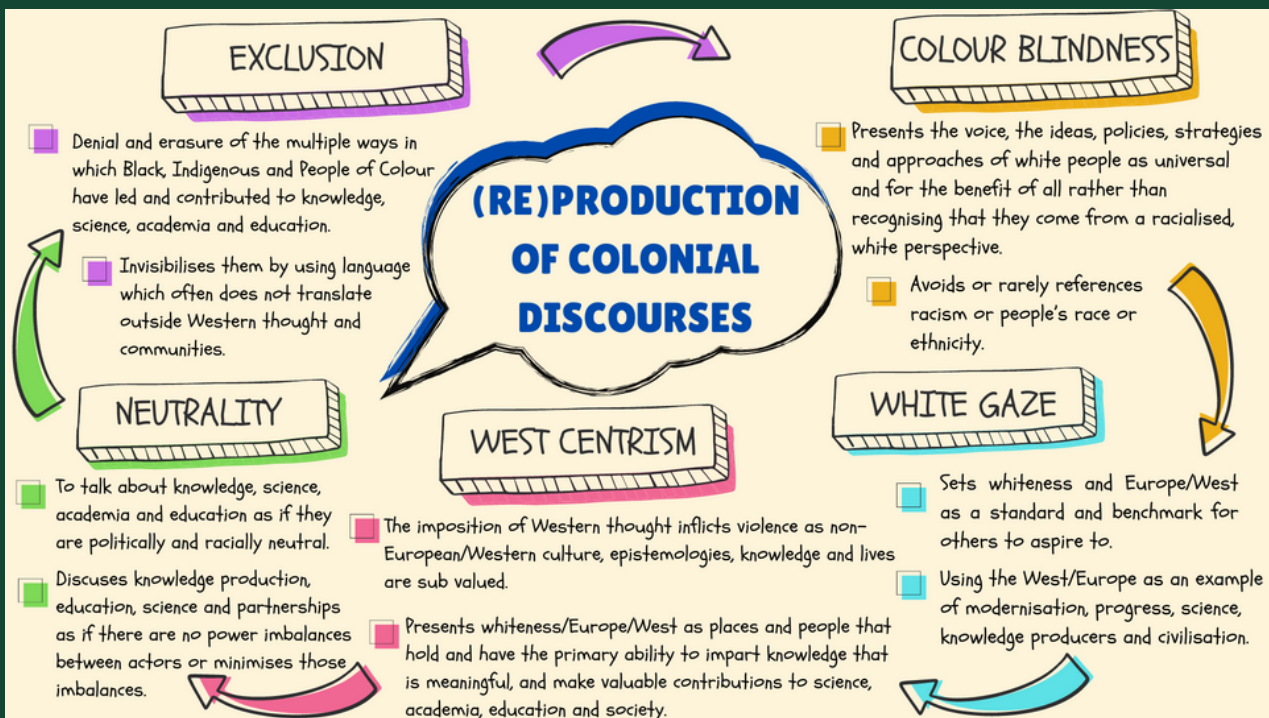 EXCLUSION
Denial and erasure of the multiple ways in
which Black, Indigenous and People of Colour
have led and contributed to knowledge,
science, academia and education.
Invisibilises them by using language
which often does not translate
outside Western thought and
communities.
(RE)PRODUCTION
OF COLONIAL
DISCOURSES
COLOUR BLINDNESS
Presents the voice, the ideas, policies, strategies
and approaches of white people as universal
and for the benefit of all rather than
recognising that they come from a racialised,
white perspective.
Avoids or rarely references
racism or people's race or
ethnicity.
NEUTRALITY
To talk about knowledge, science,
academia and education as if they
are politically and racially neutral.
Discuses knowledge production,
education, science and partnerships
as if there are no power imbalances
between actors or minimises those
imbalances.
WEST CENTRISM
The imposition of Western thought inflicts violence as non-
European/Western culture, epistemologies, knowledge and lives
are sub valued.
Presents whiteness/Europe/West as places and people that
hold and have the primary ability to impart knowledge that
is meaningful, and make valuable contributions to science,
academia, education and society.
WHITE GAZE
Sets whiteness and Europe/West
as a standard and benchmark for
others to aspire to.
Using the West/Europe as an example
of modernisation, progress, science,
knowledge producers and civilisation.